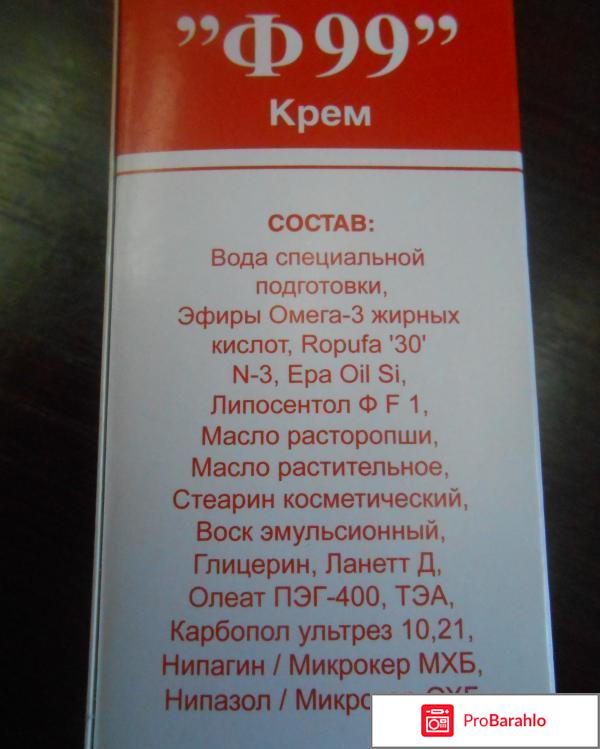 "Ф 99"
Крем
СОСТАВ:
Вода специальной
подготовки,
Эфиры Омега-3 жирных
кислот, Ropufa '30'
N-3, Epa Oil Si,
Липосентол Ф F 1,
Масло расторопши,
Масло растительное,
Стеарин косметический,
Воск эмульсионный,
Глицерин, Ланетт Д,
Олеат ПЭГ-400, ТЭА,
Карбопол ультрез 10,21,
Нипагин / Микрокер МХБ,
Нипазол /
ProBarahlo